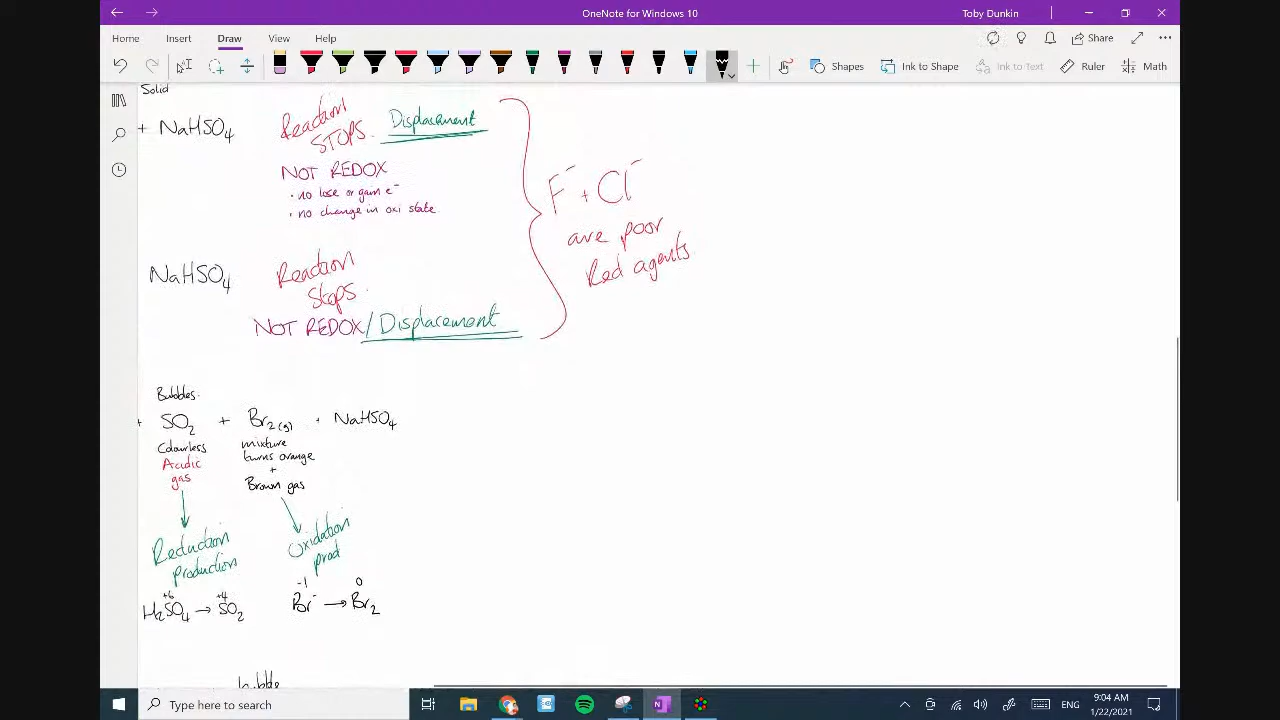 OneNote for Windows 10
Toby Dunkin
Home Insert Draw View Help
Share
Shapes Ink to Shape Ink to Text Ruler Math
Solid
+ NaHSO4 Reaction STOPS. Displacement
NOT REDOX
• no lose or gain e⁻
• no change in oxi state
F⁻ + Cl⁻
are poor
Red agents
NaHSO4 Reaction
Stops.
NOT REDOX / Displacement
Bubbles.
+ SO2 + Br2(g) + NaHSO4
Colourless mixture
Acidic turns orange
gas +
Brown gas
Reduction Oxidation
production prod
+6 +4 -1 0
H2SO4 → SO2 Br⁻ → Br2
bubble
Type here to search
ENG
9:04 AM
1/22/2021